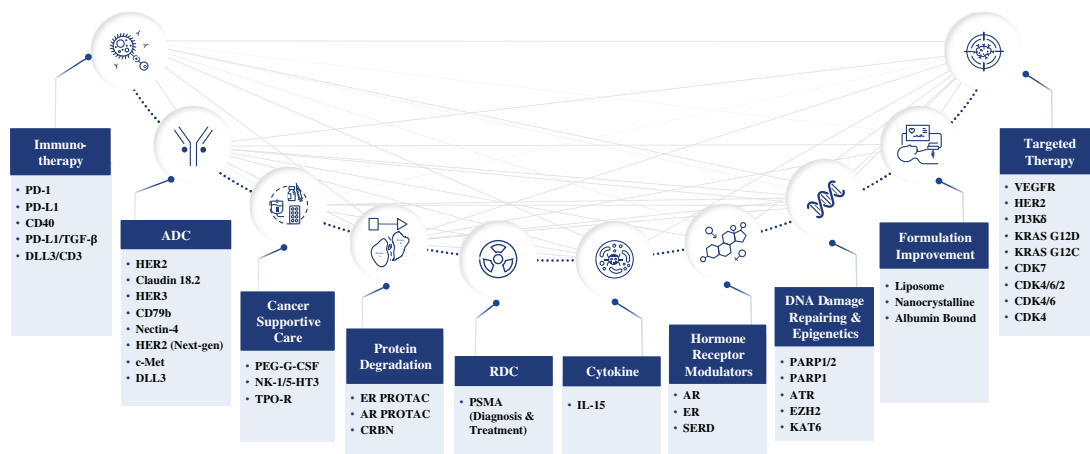 Immuno-
therapy
• PD-1
• PD-L1
• CD40
• PD-L1/TGF-β
• DLL3/CD3
ADC
• HER2
• Claudin 18.2
• HER3
• CD79b
• Nectin-4
• HER2 (Next-gen)
• c-Met
• DLL3
Cancer
Supportive
Care
• PEG-G-CSF
• NK-1/5-HT3
• TPO-R
Protein
Degradation
• ER PROTAC
• AR PROTAC
• CRBN
RDC
• PSMA
(Diagnosis &
Treatment)
Cytokine
• IL-15
Hormone
Receptor
Modulators
• AR
• ER
• SERD
DNA Damage
Repairing &
Epigenetics
• PARP1/2
• PARP1
• ATR
• EZH2
• KAT6
Formulation
Improvement
• Liposome
• Nanocrystalline
• Albumin Bound
Targeted
Therapy
• VEGFR
• HER2
• PI3Kδ
• KRAS G12D
• KRAS G12C
• CDK7
• CDK4/6/2
• CDK4/6
• CDK4